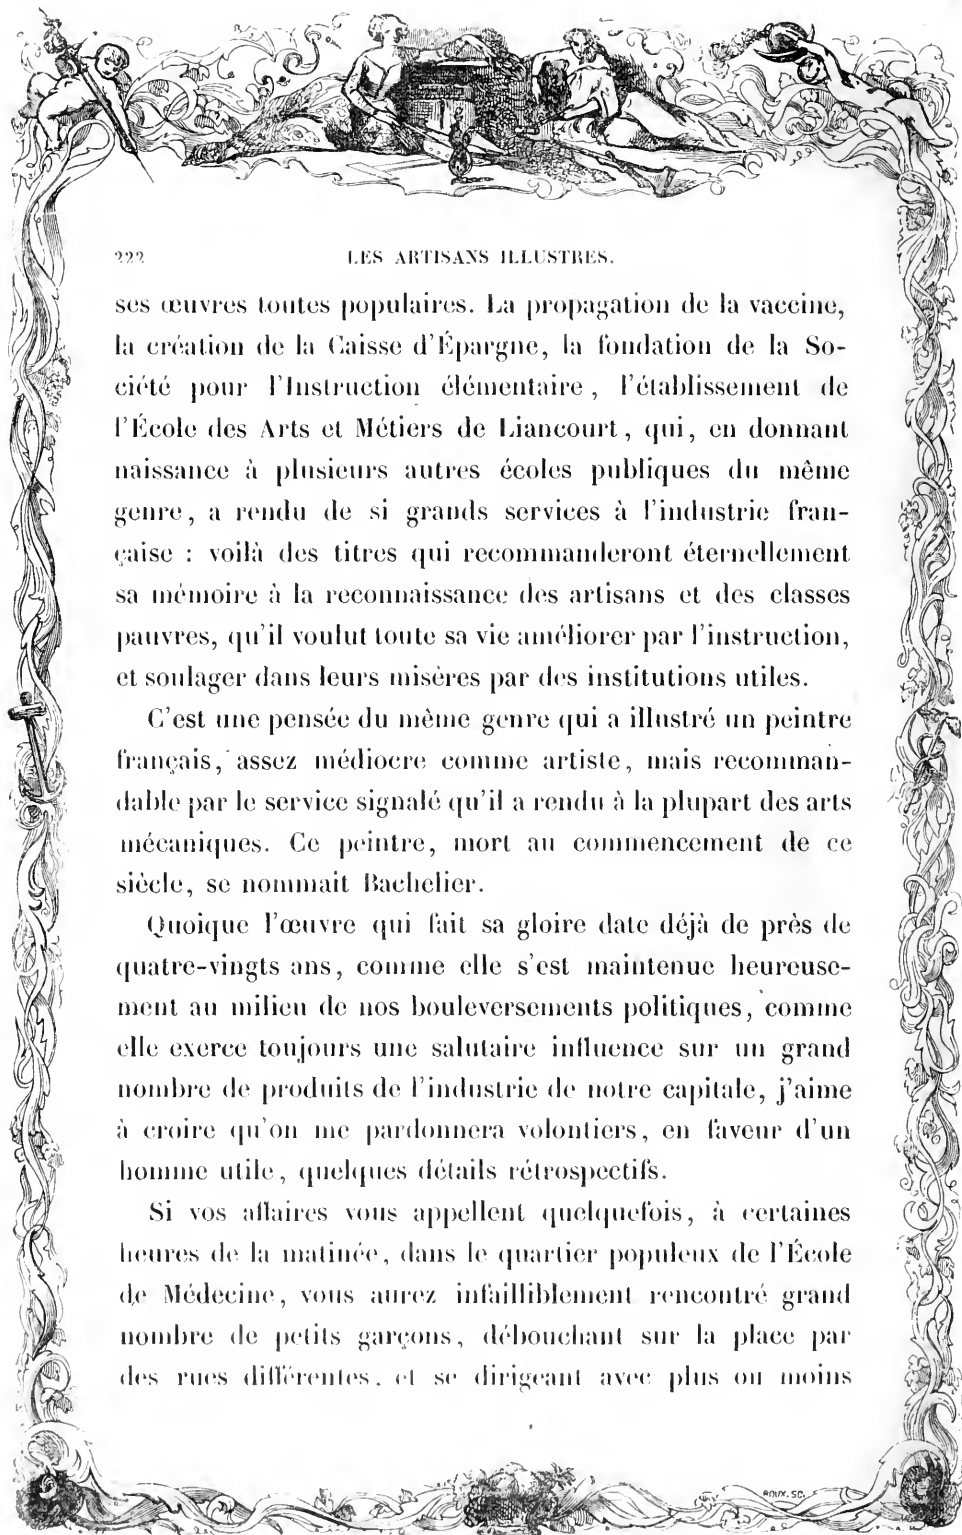 222 LES ARTISANS ILLUSTRES.
ses œuvres toutes populaires. La propagation de la vaccine,
la création de la Caisse d'Épargne, la fondation de la So-
ciété pour l'Instruction élémentaire, l'établissement de
l'École des Arts et Métiers de Liancourt, qui, en donnant
naissance à plusieurs autres écoles publiques du même
genre, a rendu de si grands services à l'industrie fran-
çaise : voilà des titres qui recommanderont éternellement
sa mémoire à la reconnaissance des artisans et des classes
pauvres, qu'il voulut toute sa vie améliorer par l'instruction,
et soulager dans leurs misères par des institutions utiles.
C'est une pensée du même genre qui a illustré un peintre
français, assez médiocre comme artiste, mais recomman-
dable par le service signalé qu'il a rendu à la plupart des arts
mécaniques. Ce peintre, mort au commencement de ce
siècle, se nommait Bachelier.
Quoique l'œuvre qui fait sa gloire date déjà de près de
quatre-vingts ans, comme elle s'est maintenue heureuse-
ment au milieu de nos bouleversements politiques, comme
elle exerce toujours une salutaire influence sur un grand
nombre de produits de l'industrie de notre capitale, j'aime
à croire qu'on me pardonnera volontiers, en faveur d'un
homme utile, quelques détails rétrospectifs.
Si vos affaires vous appellent quelquefois, à certaines
heures de la matinée, dans le quartier populeux de l'École
de Médecine, vous aurez infailliblement rencontré grand
nombre de petits garçons, débouchant sur la place par
des rues différentes, et se dirigeant avec plus ou moins
ROUX. SC.